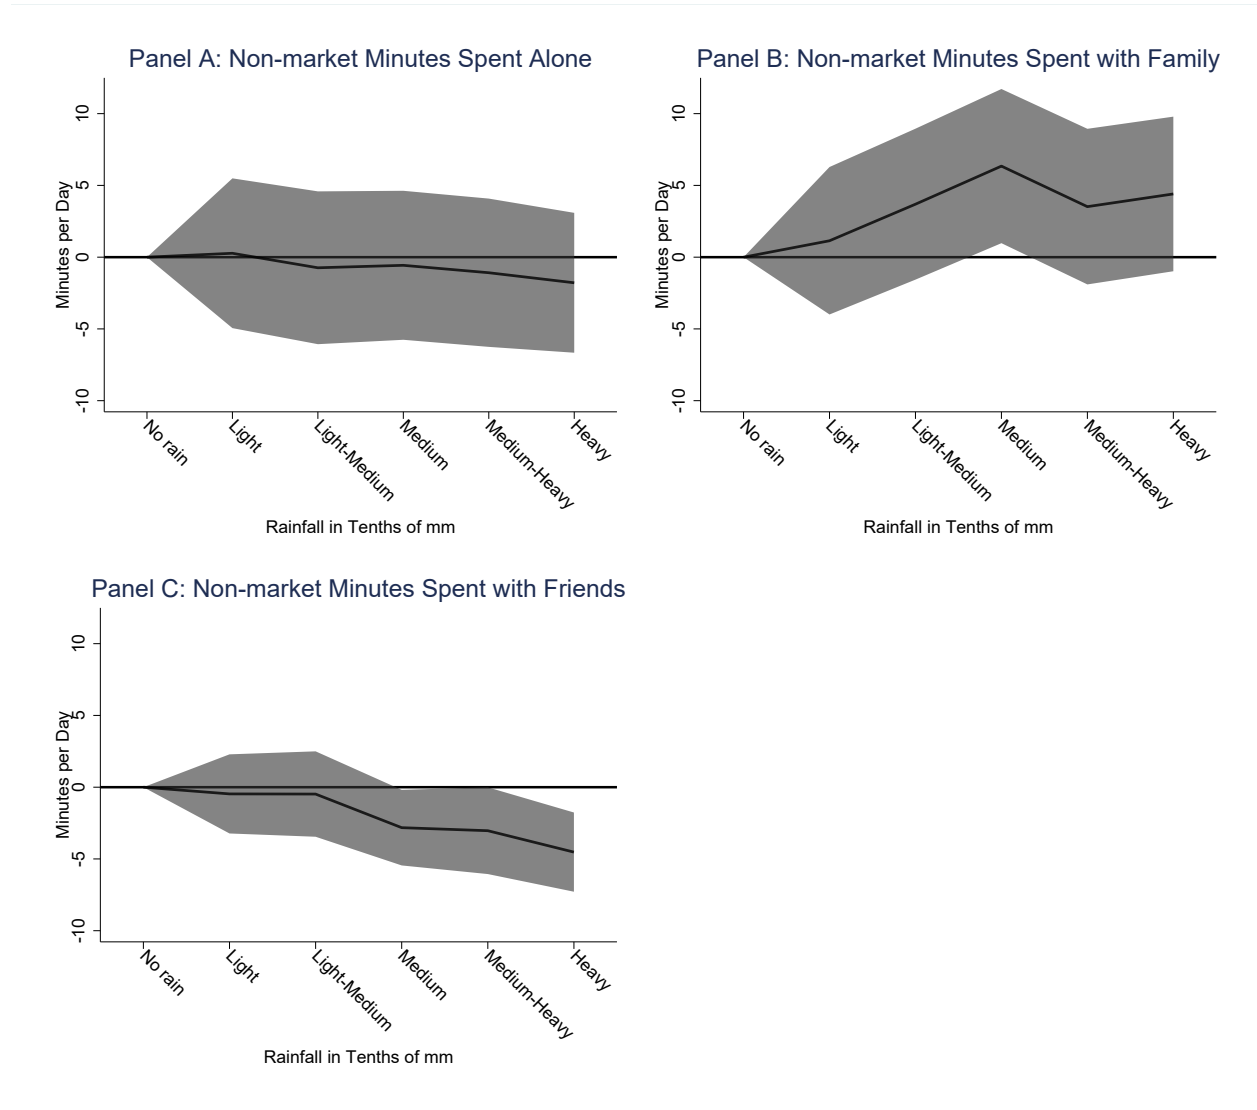 Panel A: Non-market Minutes Spent Alone
Minutes per Day
10
5
0
-5
-10
No rain
Light
Light-Medium
Medium
Medium-Heavy
Heavy
Rainfall in Tenths of mm
Panel B: Non-market Minutes Spent with Family
Minutes per Day
10
5
0
-5
-10
No rain
Light
Light-Medium
Medium
Medium-Heavy
Heavy
Rainfall in Tenths of mm
Panel C: Non-market Minutes Spent with Friends
Minutes per Day
10
5
0
-5
-10
No rain
Light
Light-Medium
Medium
Medium-Heavy
Heavy
Rainfall in Tenths of mm